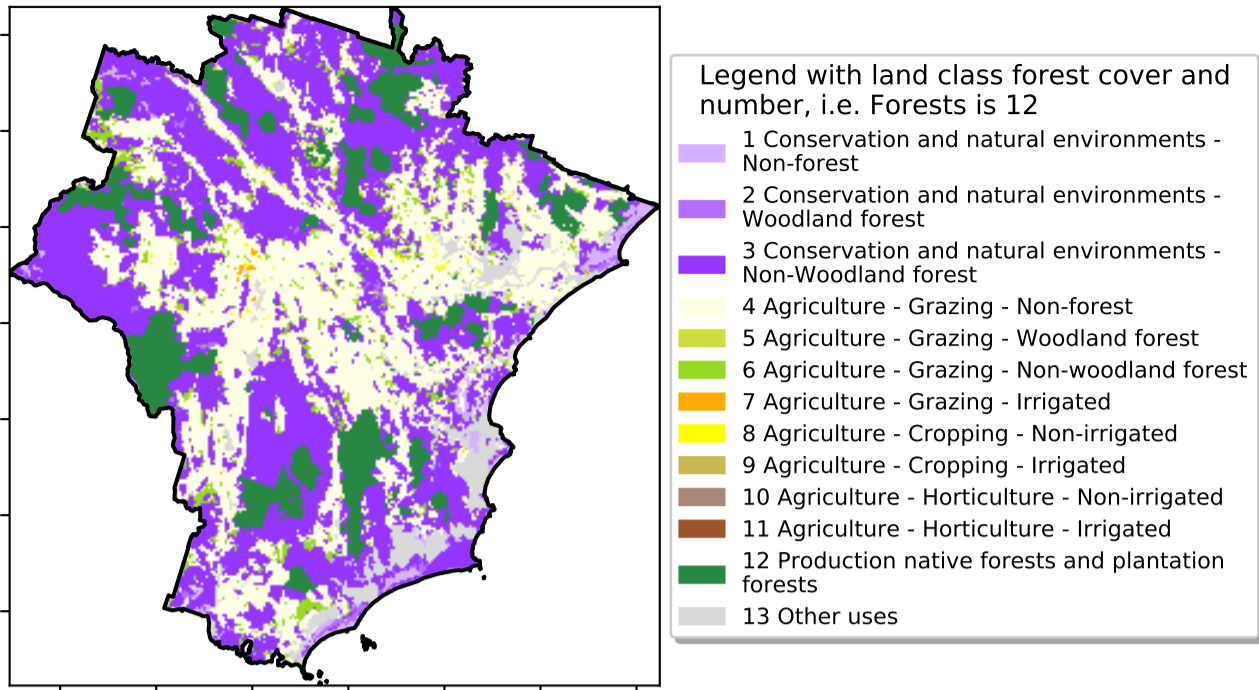 Legend with land class forest cover and
number, i.e. Forests is 12
1 Conservation and natural environments -
Non-forest
2 Conservation and natural environments -
Woodland forest
3 Conservation and natural environments -
Non-Woodland forest
4 Agriculture - Grazing - Non-forest
5 Agriculture - Grazing - Woodland forest
6 Agriculture - Grazing - Non-woodland forest
7 Agriculture - Grazing - Irrigated
8 Agriculture - Cropping - Non-irrigated
9 Agriculture - Cropping - Irrigated
10 Agriculture - Horticulture - Non-irrigated
11 Agriculture - Horticulture - Irrigated
12 Production native forests and plantation
forests
13 Other uses